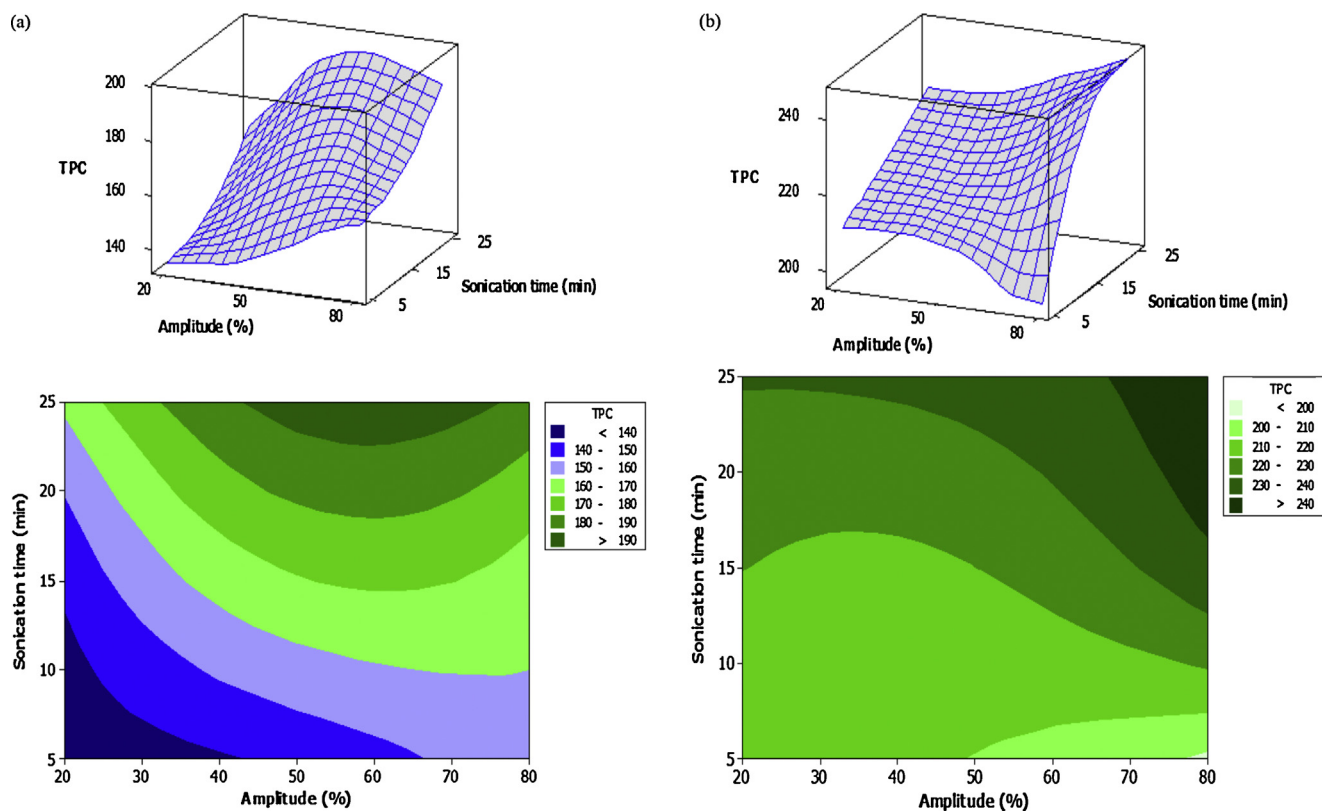 (a)
200
180
TPC
160
140
20
50
80
Amplitude (%)
5
15
25
Sonication time (min)
(b)
240
TPC
220
200
20
50
80
Amplitude (%)
5
15
25
Sonication time (min)
25
20
15
10
5
Sonication time (min)
20 30 40 50 60 70 80
Amplitude (%)
TPC
< 140
140 - 150
150 - 160
160 - 170
170 - 180
180 - 190
> 190
25
20
15
10
5
Sonication time (min)
20 30 40 50 60 70 80
Amplitude (%)
TPC
< 200
200 - 210
210 - 220
220 - 230
230 - 240
> 240